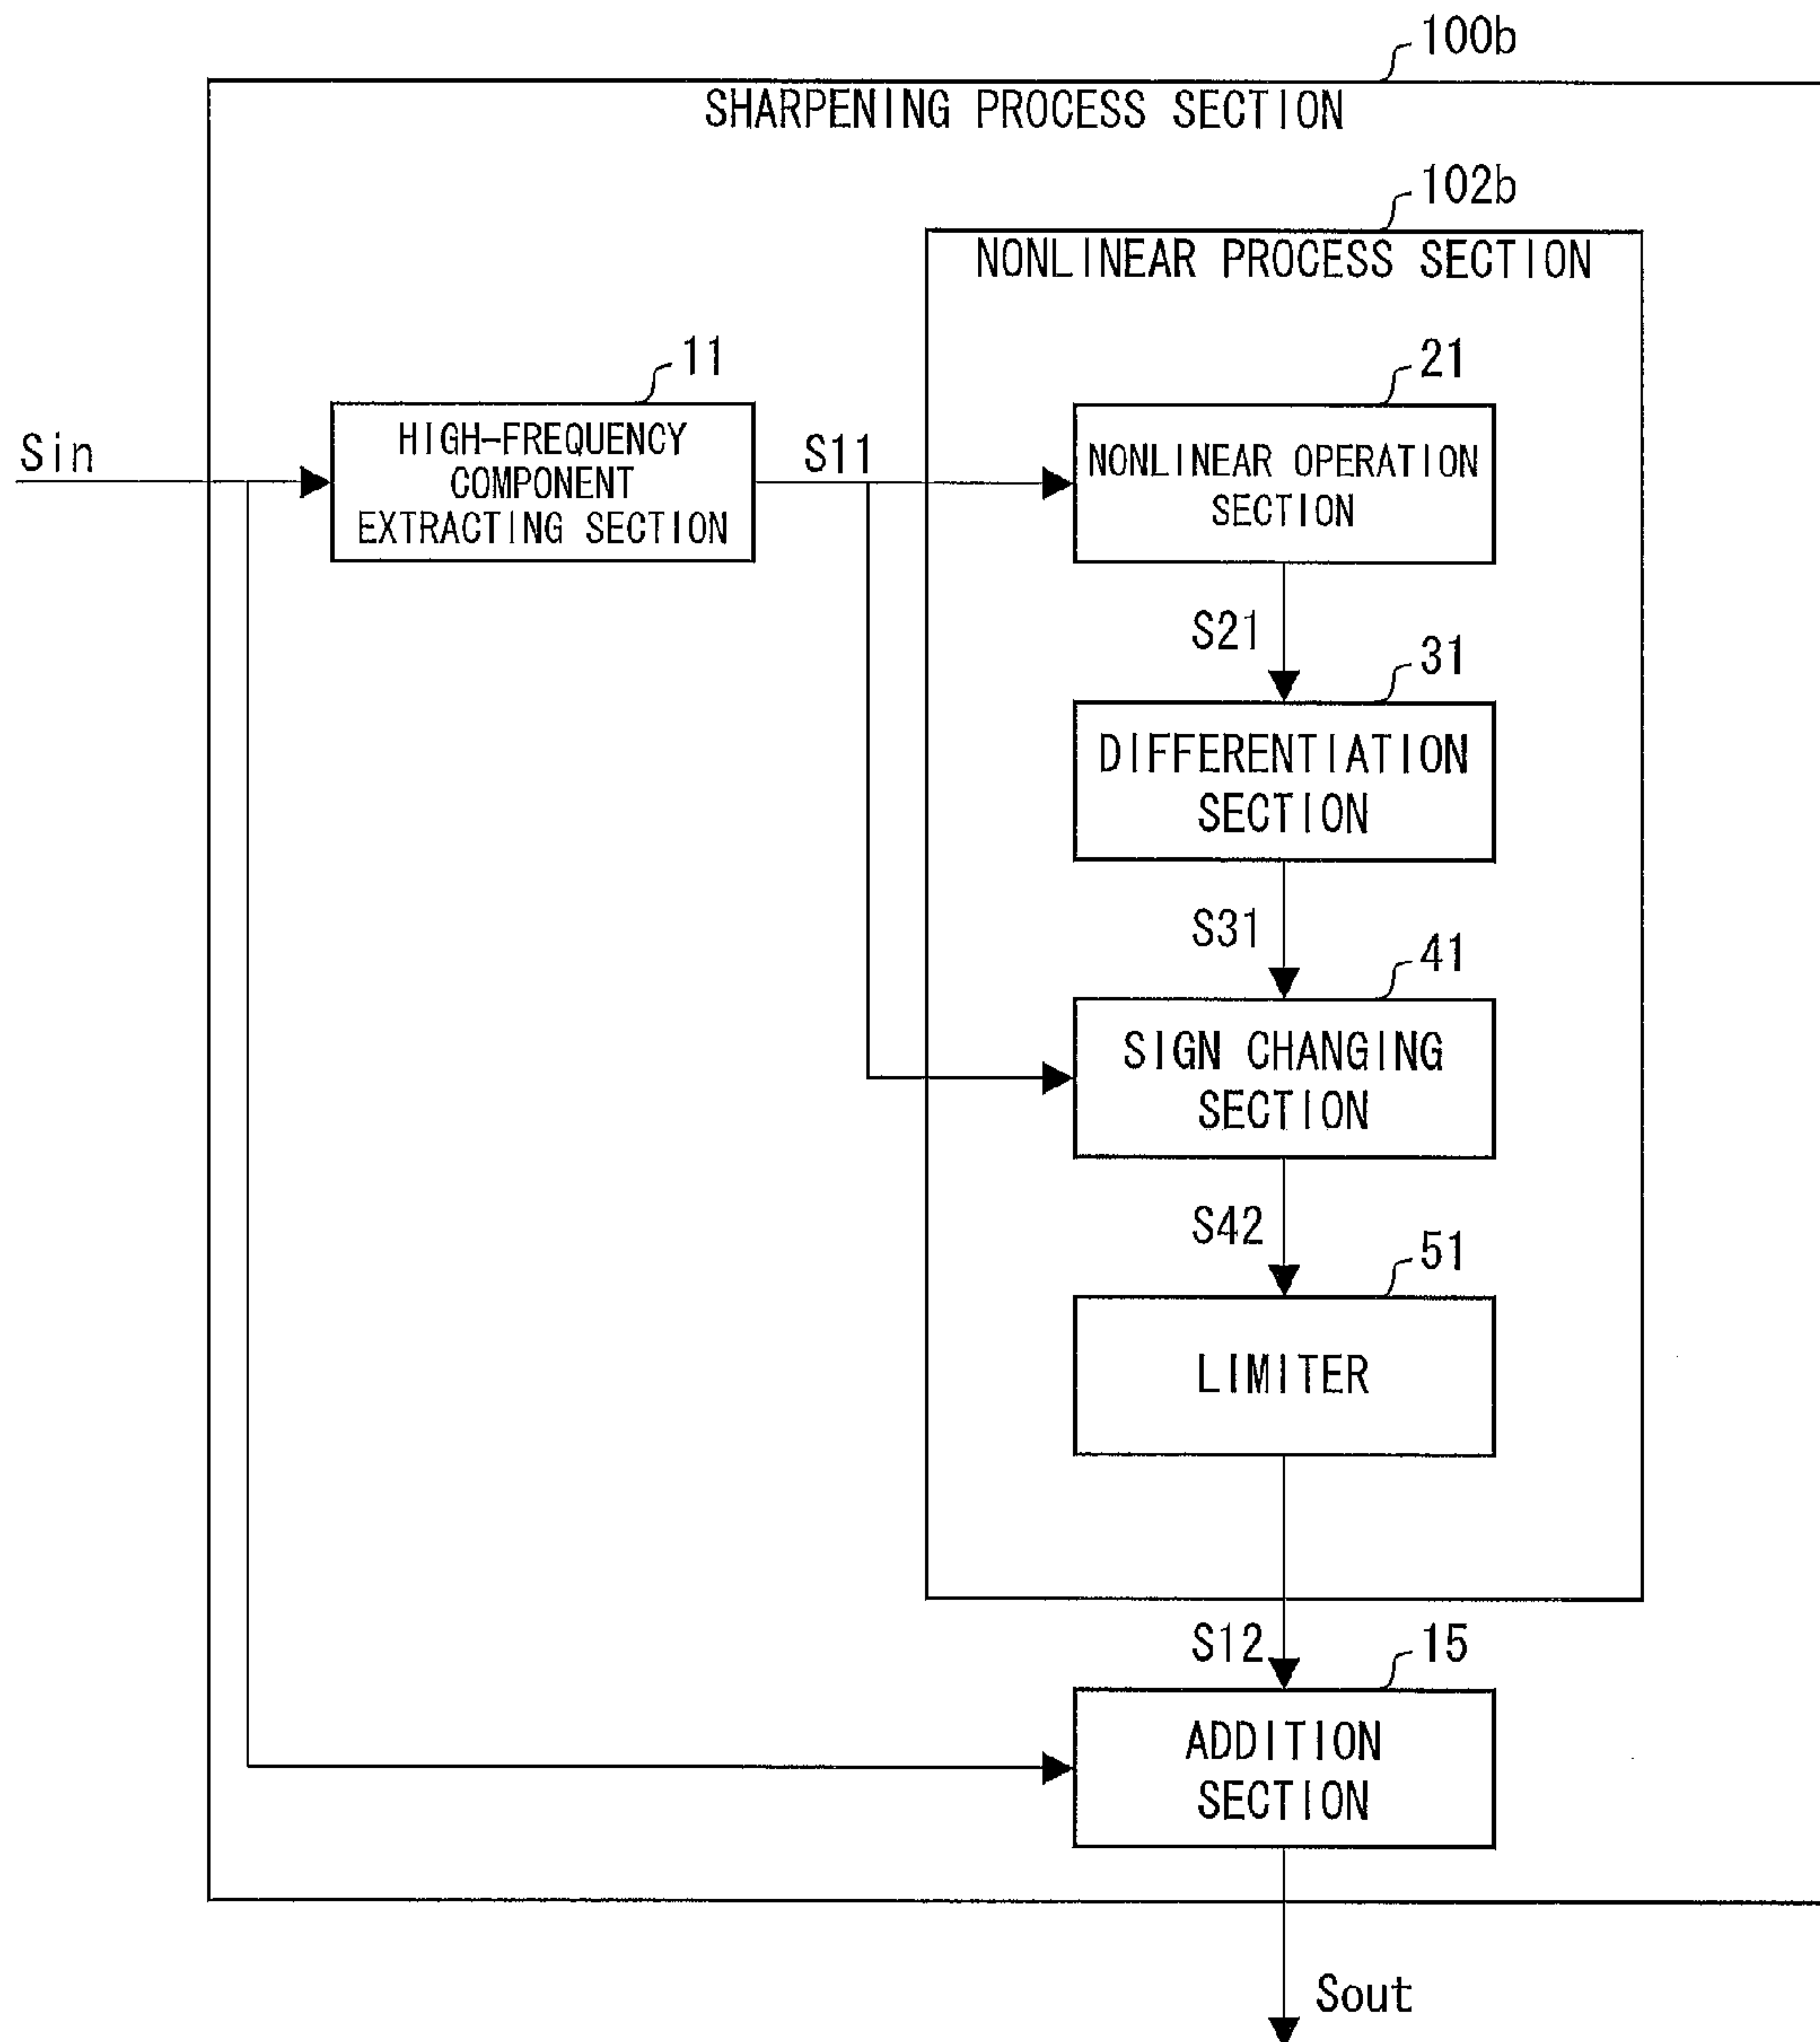 100b
SHARPENING PROCESS SECTION
102b
NONLINEAR PROCESS SECTION
11
21
Sin
HIGH-FREQUENCY
COMPONENT
EXTRACTING SECTION
S11
NONLINEAR OPERATION
SECTION
S21
31
DIFFERENTIATION
SECTION
S31
41
SIGN CHANGING
SECTION
S42
51
LIMITER
S12
15
ADDITION
SECTION
Sout